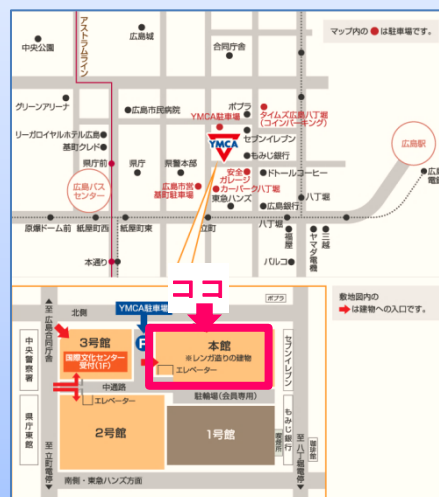 マップ内の●は駐車場です。
アストラムライン
中央公園
広島城
合同庁舎
グリーンアリーナ
広島市民病院
ポプラ
タイムズ広島八丁堀
(コインパーキング)
YMCA駐車場
リーガロイヤルホテル広島
基町クレド
セブンイレブン
YMCA
もみじ銀行
広島駅
県庁前
県庁
県警本部
安全
ガレージ
ドトールコーヒー
広島バス
センター
広島市営
基町駐車場
カーパーク八丁堀
東急ハンズ
広島銀行
八丁堀
広島
電鉄
原爆ドーム前
紙屋町西
紙屋町東
立町
八丁堀
福屋
ヤマダ電機
三越
本通り
パルコ
ココ
敷地図内の
➡は建物への入口です。
至 広島合同庁舎
北側
YMCA駐車場
ポプラ
中央警察署
3号館
国際文化センター
受付(1F)
P
本館
※レンガ造りの建物
エレベーター
セブンイレブン
中通路
エレベーター
駐輪場(会員専用)
県庁東館
2号館
1号館
もみじ銀行
至 立町電停
南側・東急ハンズ方面
至 八丁堀電停